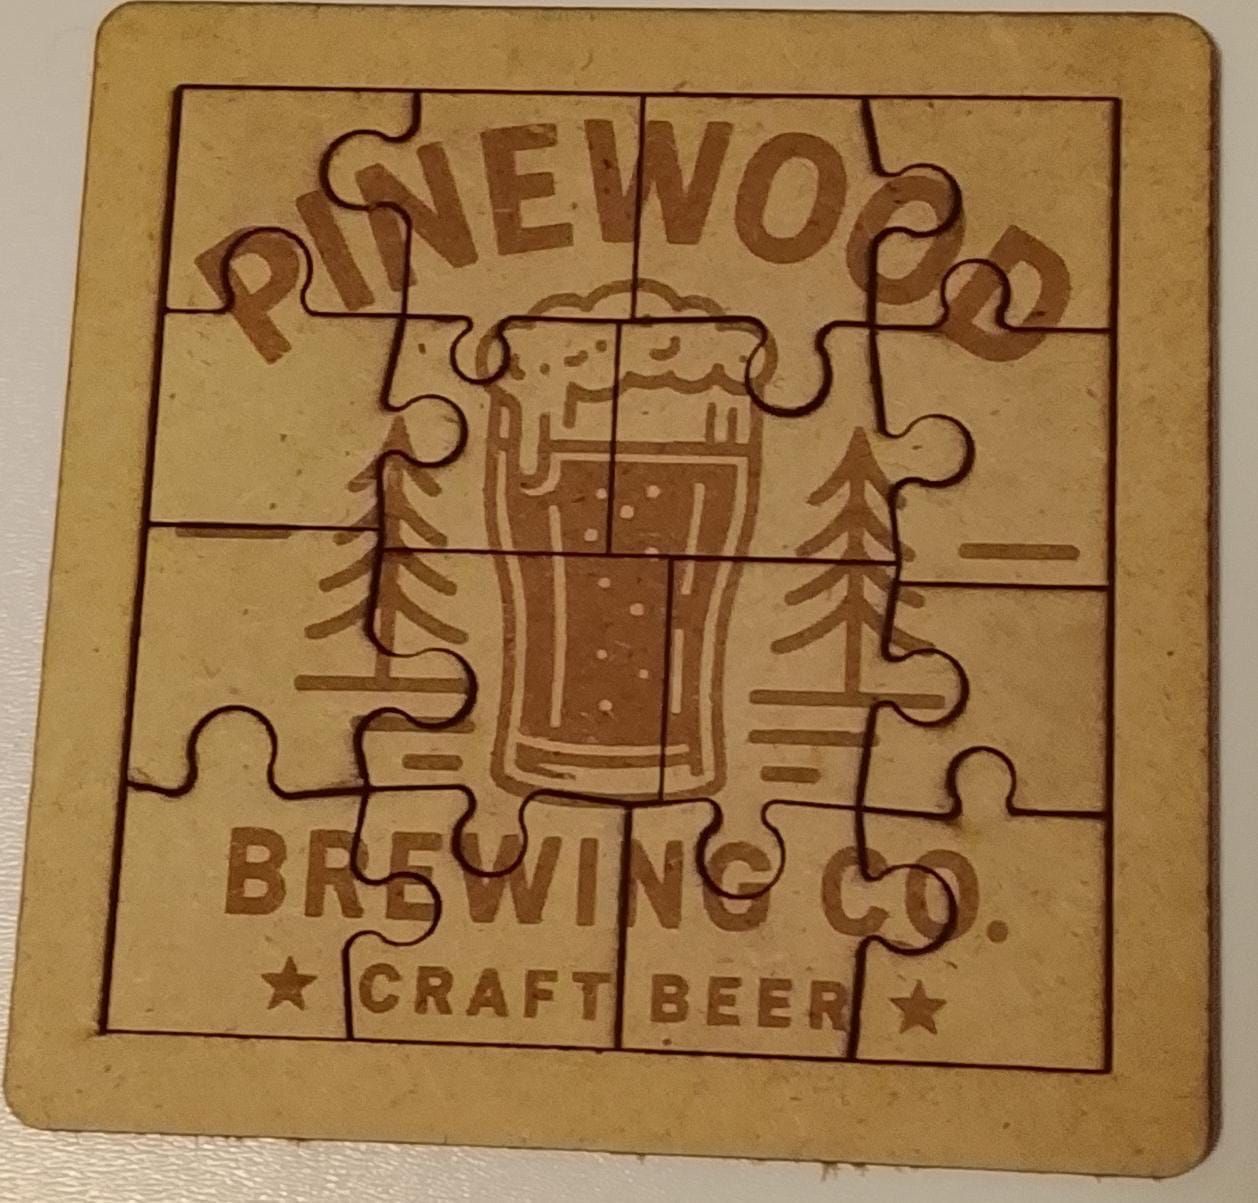 PINEWOOD
BREWING CO.
★ CRAFT BEER ★